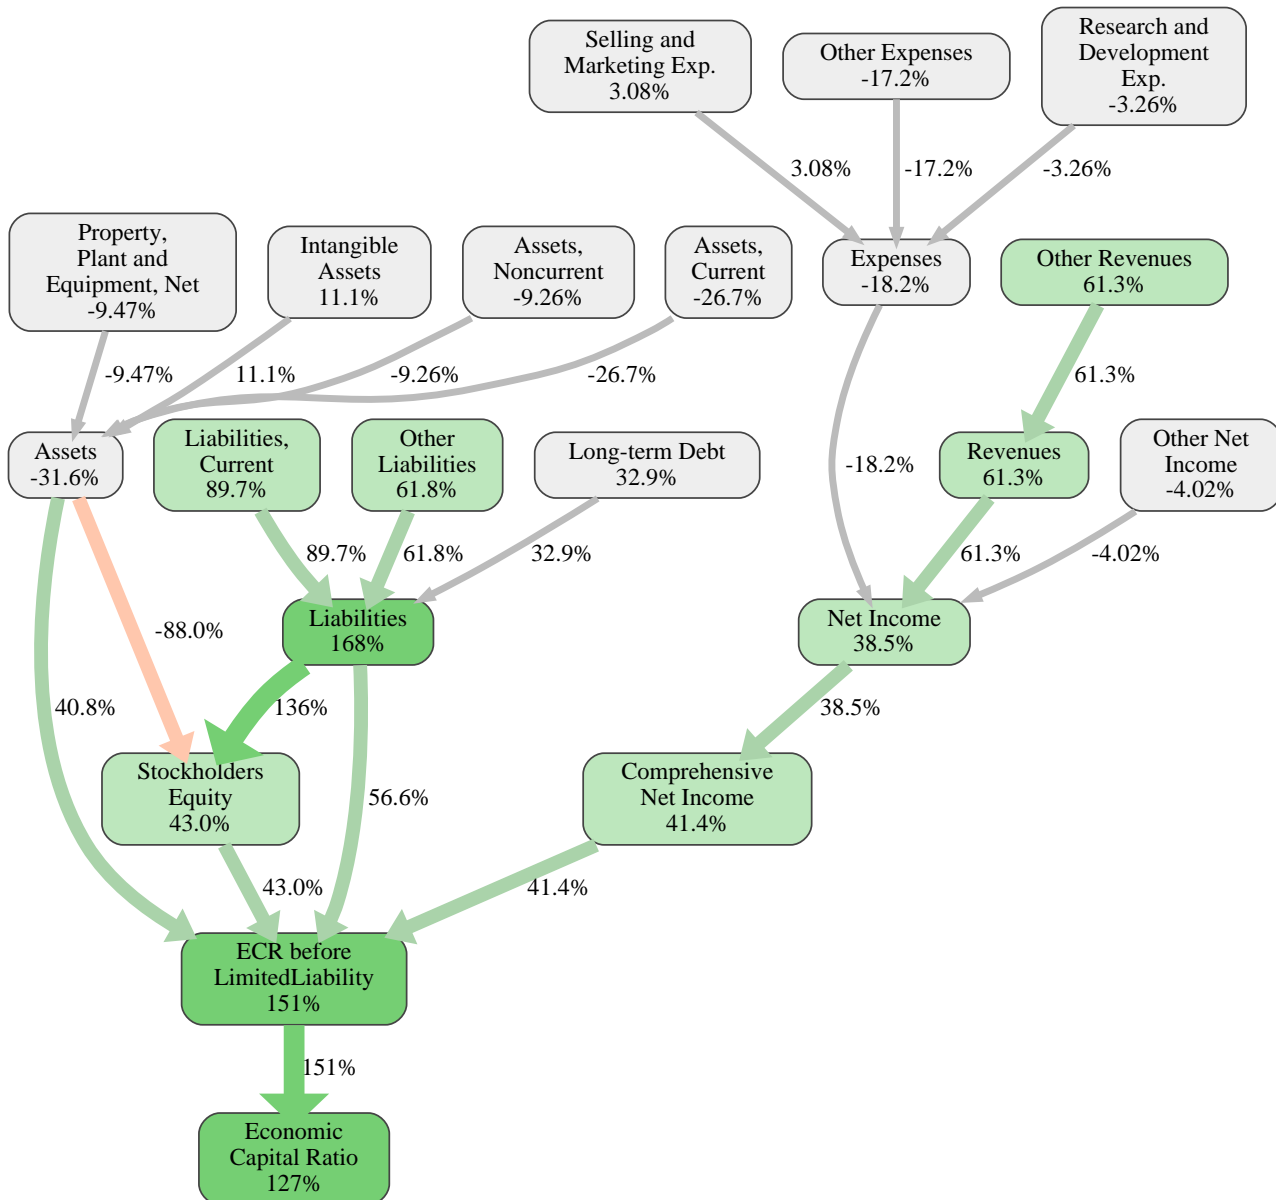 Selling and
Marketing Exp.
3.08%
Other Expenses
-17.2%
Research and
Development
Exp.
-3.26%
3.08%
-17.2%
-3.26%
Property,
Plant and
Equipment, Net
-9.47%
Intangible
Assets
11.1%
Assets,
Noncurrent
-9.26%
Assets,
Current
-26.7%
Expenses
-18.2%
Other Revenues
61.3%
-9.47%
11.1%
-9.26%
-26.7%
61.3%
Assets
-31.6%
Liabilities,
Current
89.7%
Other
Liabilities
61.8%
Long-term Debt
32.9%
-18.2%
Revenues
61.3%
Other Net
Income
-4.02%
89.7%
61.8%
32.9%
61.3%
-4.02%
-88.0%
Liabilities
168%
Net Income
38.5%
40.8%
136%
38.5%
Stockholders
Equity
43.0%
56.6%
Comprehensive
Net Income
41.4%
43.0%
41.4%
ECR before
LimitedLiability
151%
151%
Economic
Capital Ratio
127%